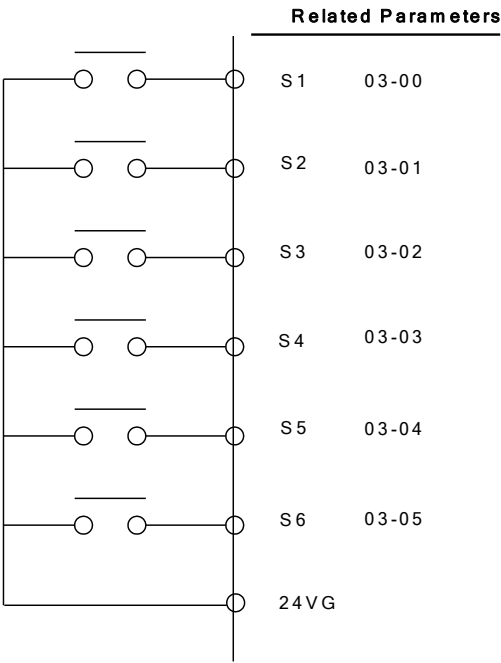 Related Parameters
S1 03-00
S2 03-01
S3 03-02
S4 03-03
S5 03-04
S6 03-05
24VG